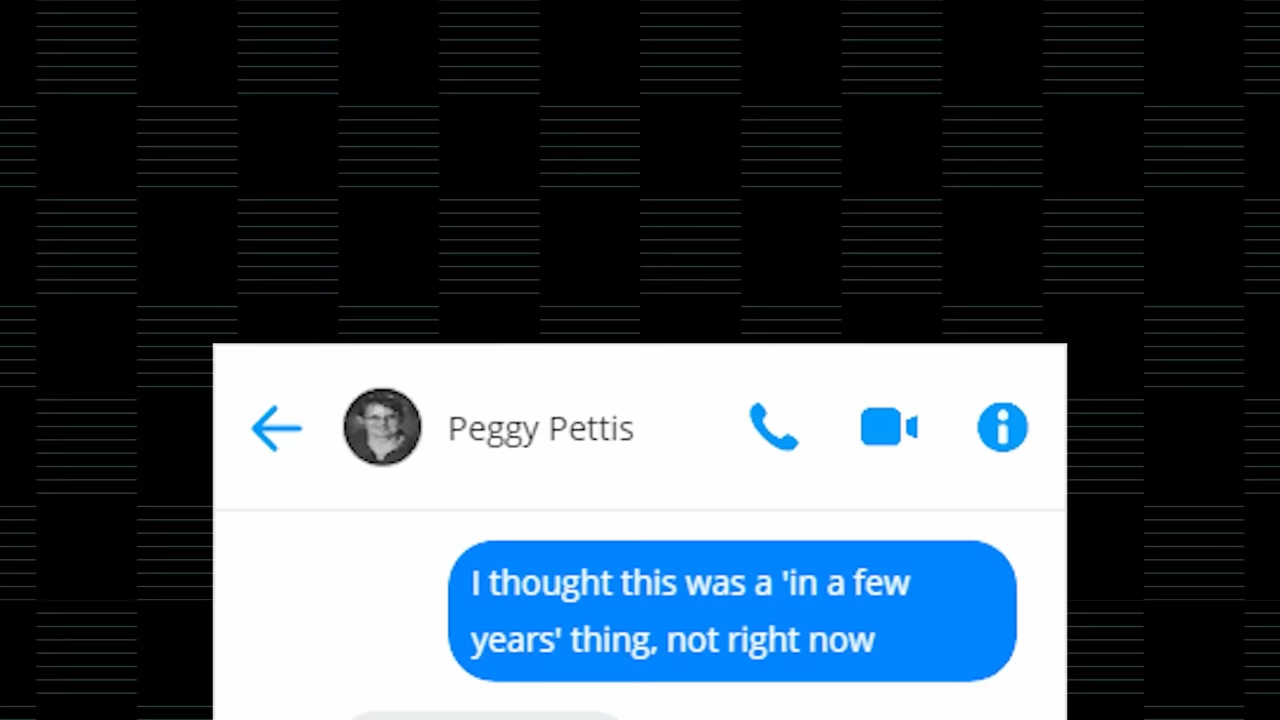 Peggy Pettis
I thought this was a 'in a few
years' thing, not right now